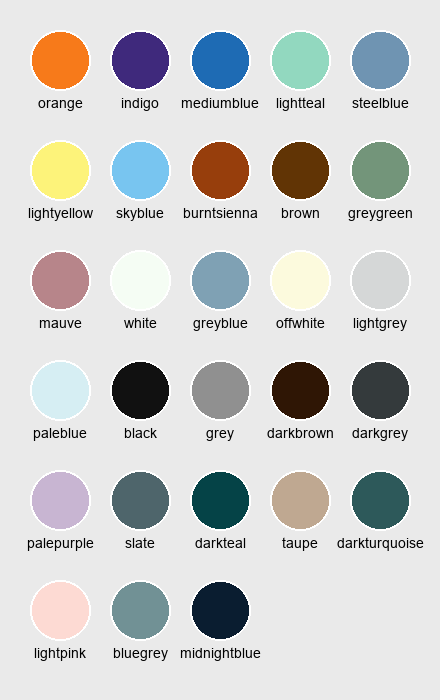 orange indigo mediumblue lightteal steelblue
lightyellow skyblue burntsienna brown greygreen
mauve white greyblue offwhite lightgrey
paleblue black grey darkbrown darkgrey
palepurple slate darkteal taupe darkturquoise
lightpink bluegrey midnightblue